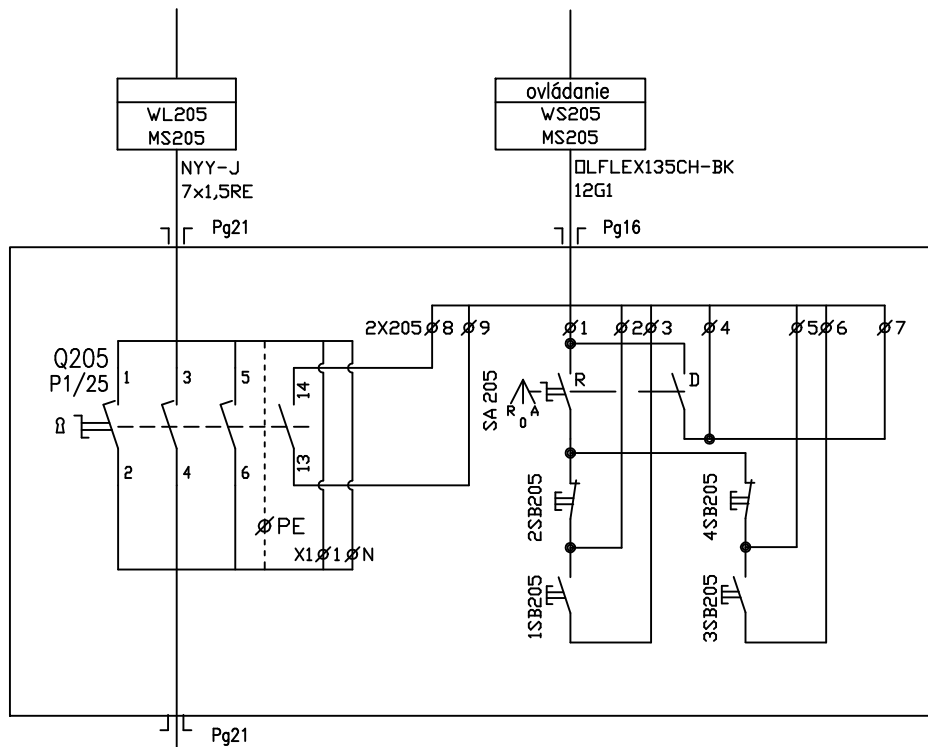 ovládanie
WL205
WS205
MS205
MS205
NYY-J
7x1,5RE
OLFLEX135CH-BK
12G1
Pg21
Pg16
2X205 8 9 1 2 3 4 5 6 7
Q205
P1/25
1 3 5 14
SA 205
R 0 A
R D
2 4 6 13
2SB205
4SB205
PE
X1 1 N
1SB205
3SB205
Pg21